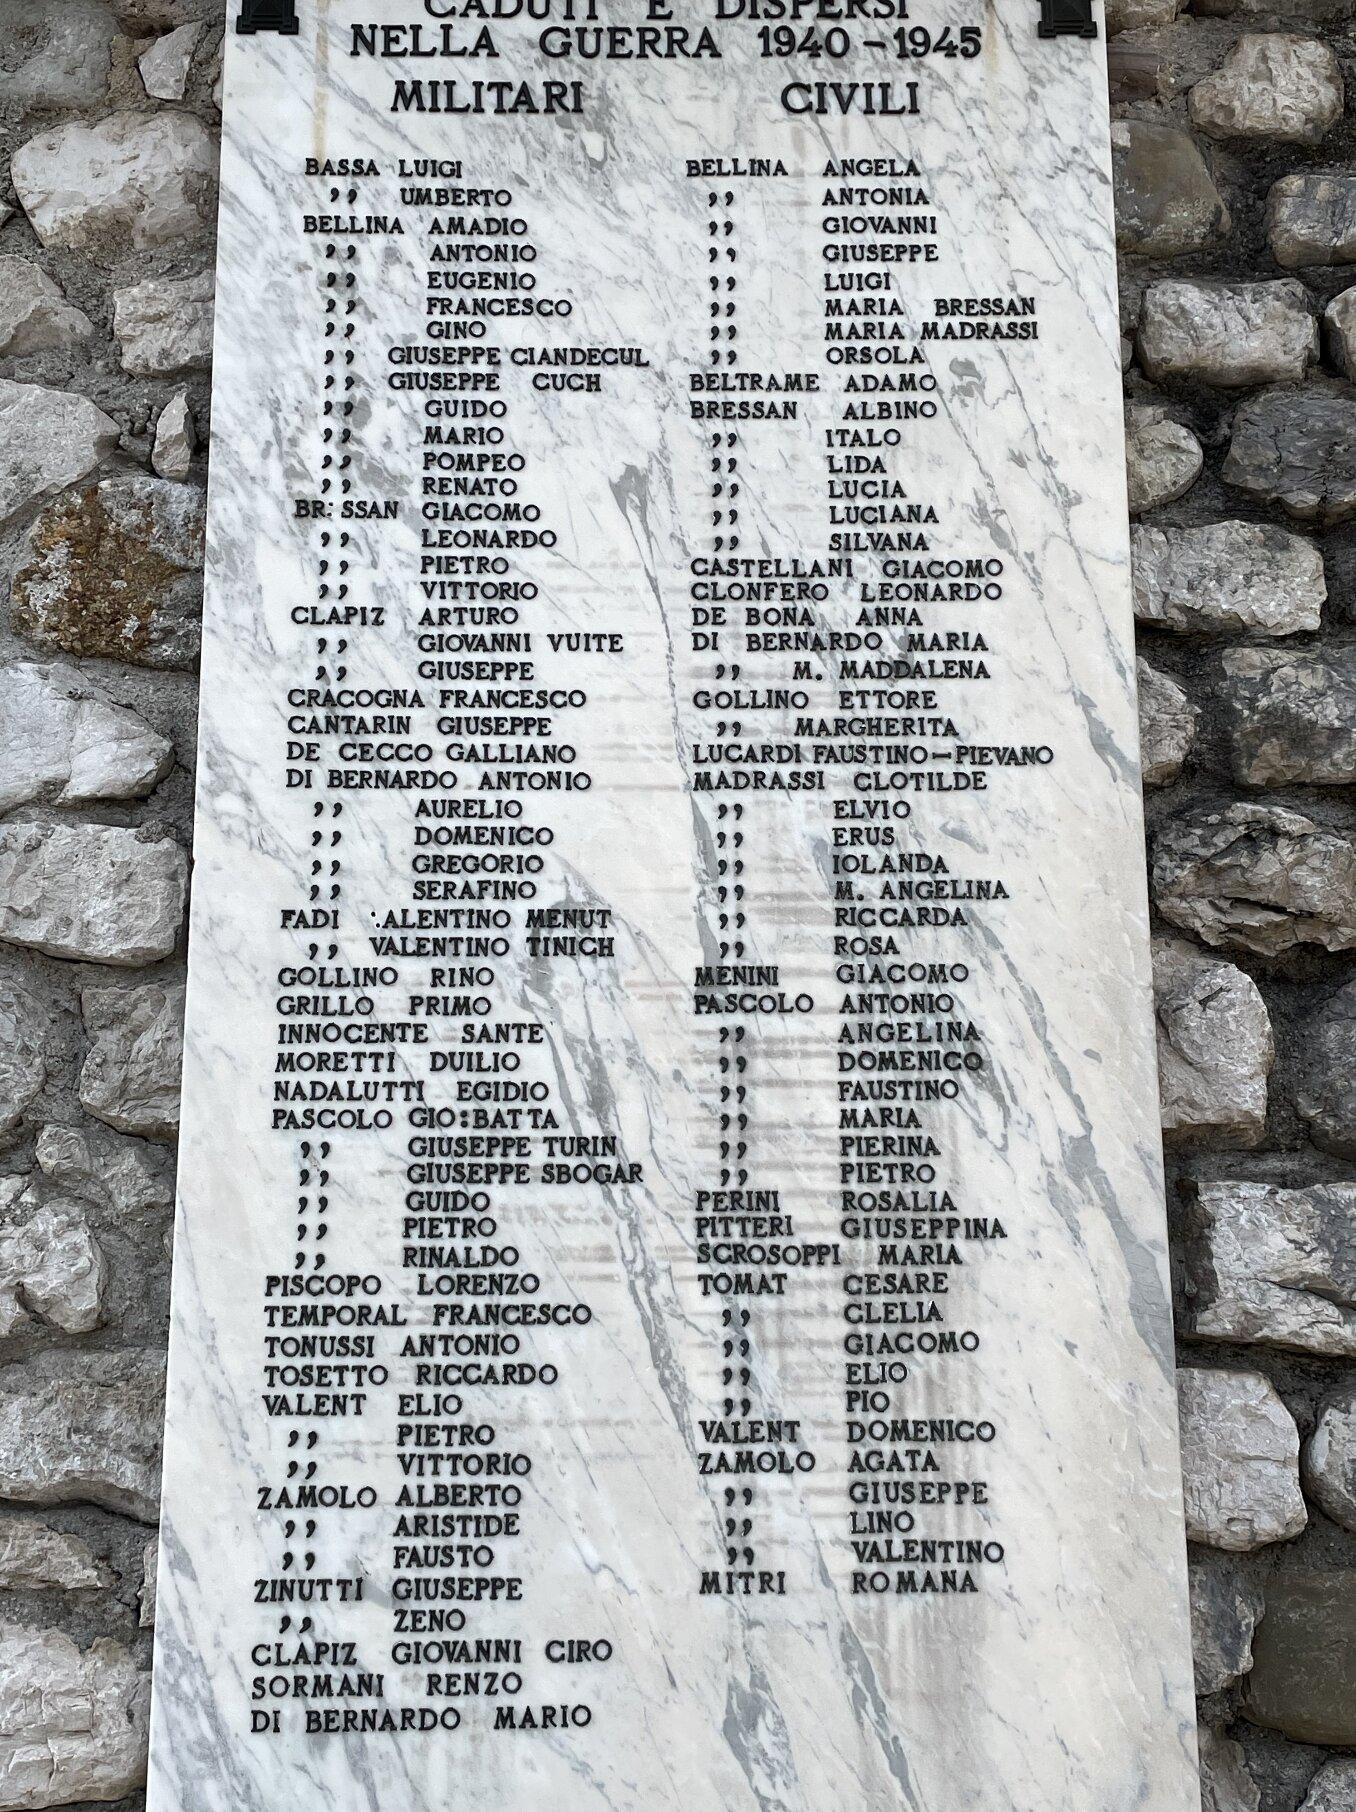 CADUTI E DISPERSI
NELLA GUERRA 1940-1945
MILITARI
BASSA LUIGI
,, UMBERTO
BELLINA AMADIO
,, ANTONIO
,, EUGENIO
,, FRANCESCO
,, GINO
,, GIUSEPPE CIANDECUL
,, GIUSEPPE CUCH
,, GUIDO
,, MARIO
,, POMPEO
,, RENATO
BR:SSAN GIACOMO
,, LEONARDO
,, PIETRO
,, VITTORIO
CLAPIZ ARTURO
,, GIOVANNI VUITE
,, GIUSEPPE
CRACOGNA FRANCESCO
CANTARIN GIUSEPPE
DE CECCO GALLIANO
DI BERNARDO ANTONIO
,, AURELIO
,, DOMENICO
,, GREGORIO
,, SERAFINO
FADI :ALENTINO MENUT
,, VALENTINO TINICH
GOLLINO RINO
GRILLO PRIMO
INNOCENTE SANTE
MORETTI DUILIO
NADALUTTI EGIDIO
PASCOLO GIO:BATTA
,, GIUSEPPE TURIN
,, GIUSEPPE SBOGAR
,, GUIDO
,, PIETRO
,, RINALDO
PISCOPO LORENZO
TEMPORAL FRANCESCO
TONUSSI ANTONIO
TOSETTO RICCARDO
VALENT ELIO
,, PIETRO
,, VITTORIO
ZAMOLO ALBERTO
,, ARISTIDE
,, FAUSTO
ZINUTTI GIUSEPPE
,, ZENO
CLAPIZ GIOVANNI CIRO
SORMANI RENZO
DI BERNARDO MARIO
CIVILI
BELLINA ANGELA
,, ANTONIA
,, GIOVANNI
,, GIUSEPPE
,, LUIGI
,, MARIA BRESSAN
,, MARIA MADRASSI
,, ORSOLA
BELTRAME ADAMO
BRESSAN ALBINO
,, ITALO
,, LIDA
,, LUCIA
,, LUCIANA
,, SILVANA
CASTELLANI GIACOMO
CLONFERO LEONARDO
DE BONA ANNA
DI BERNARDO MARIA
,, M. MADDALENA
GOLLINO ETTORE
,, MARGHERITA
LUCARDI FAUSTINO-PIEVANO
MADRASSI CLOTILDE
,, ELVIO
,, ERUS
,, IOLANDA
,, M. ANGELINA
,, RICCARDA
,, ROSA
MENINI GIACOMO
PASCOLO ANTONIO
,, ANGELINA
,, DOMENICO
,, FAUSTINO
,, MARIA
,, PIERINA
,, PIETRO
PERINI ROSALIA
PITTERI GIUSEPPINA
SCROSOPPI MARIA
TOMAT CESARE
,, CLELIA
,, GIACOMO
,, ELIO
,, PIO
VALENT DOMENICO
ZAMOLO AGATA
,, GIUSEPPE
,, LINO
,, VALENTINO
MITRI ROMANA